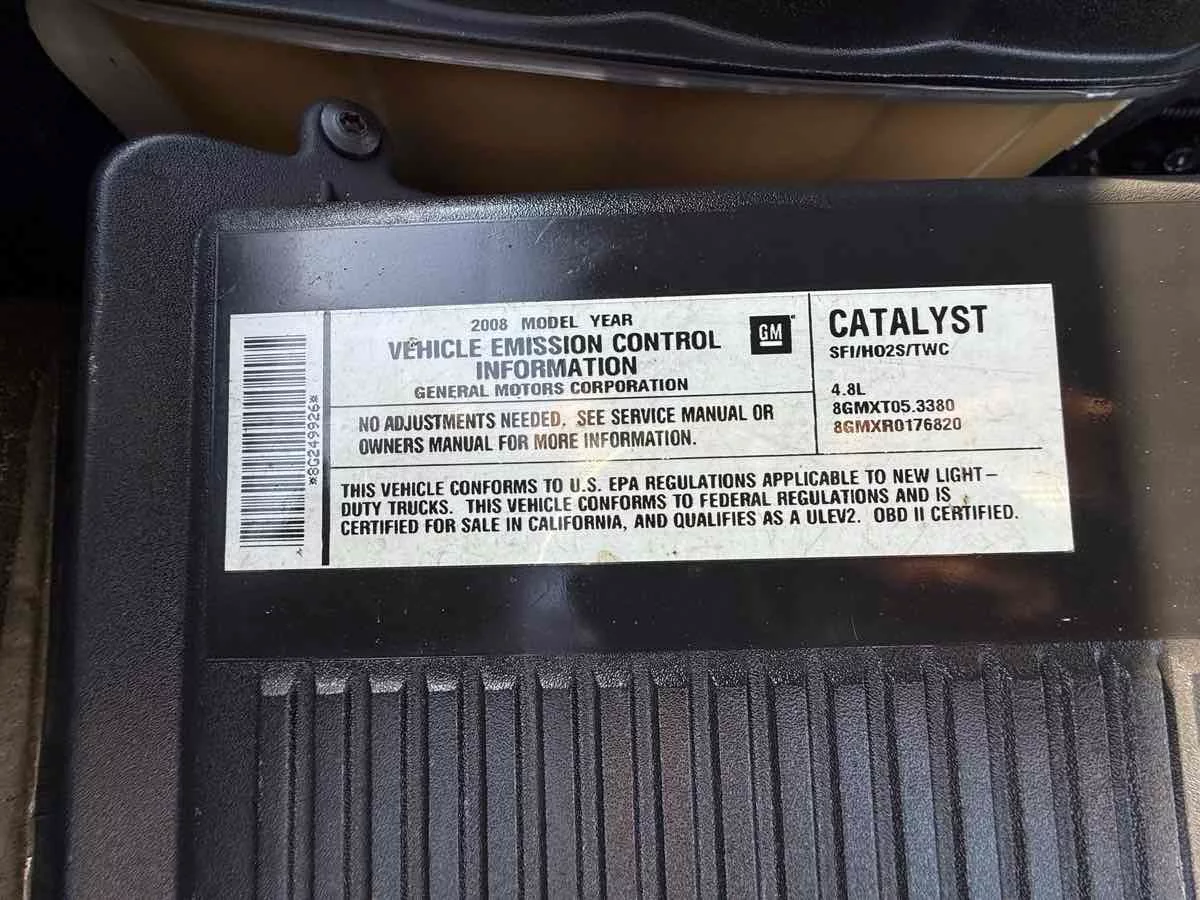 *8G249926*
2008 MODEL YEAR
VEHICLE EMISSION CONTROL
INFORMATION
GENERAL MOTORS CORPORATION
GM
NO ADJUSTMENTS NEEDED. SEE SERVICE MANUAL OR
OWNERS MANUAL FOR MORE INFORMATION.
CATALYST
SFI/HO2S/TWC
4.8L
8GMXT05.3380
8GMXR0176820
THIS VEHICLE CONFORMS TO U.S. EPA REGULATIONS APPLICABLE TO NEW LIGHT-
DUTY TRUCKS. THIS VEHICLE CONFORMS TO FEDERAL REGULATIONS AND IS
CERTIFIED FOR SALE IN CALIFORNIA, AND QUALIFIES AS A ULEV2. OBD II CERTIFIED.